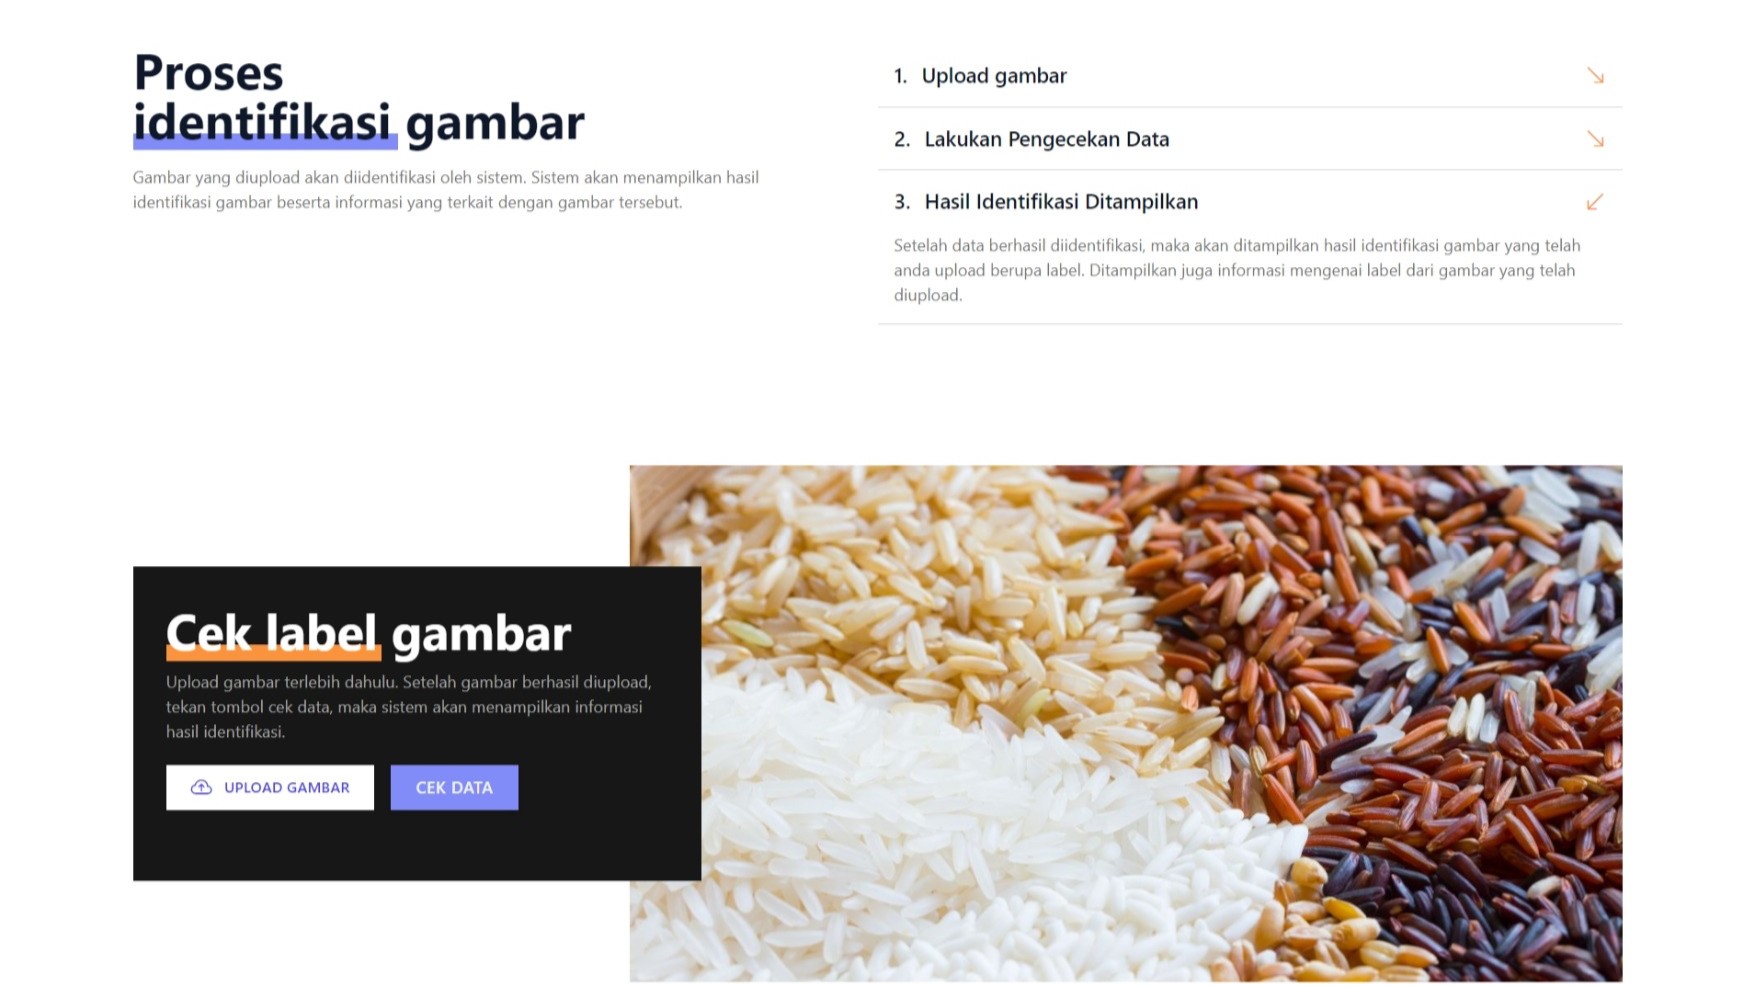 Proses
identifikasi gambar
Gambar yang diupload akan diidentifikasi oleh sistem. Sistem akan menampilkan hasil
identifikasi gambar beserta informasi yang terkait dengan gambar tersebut.
1. Upload gambar
2. Lakukan Pengecekan Data
3. Hasil Identifikasi Ditampilkan
Setelah data berhasil diidentifikasi, maka akan ditampilkan hasil identifikasi gambar yang telah
anda upload berupa label. Ditampilkan juga informasi mengenai label dari gambar yang telah
diupload.
Cek label gambar
Upload gambar terlebih dahulu. Setelah gambar berhasil diupload,
tekan tombol cek data, maka sistem akan menampilkan informasi
hasil identifikasi.
UPLOAD GAMBAR
CEK DATA